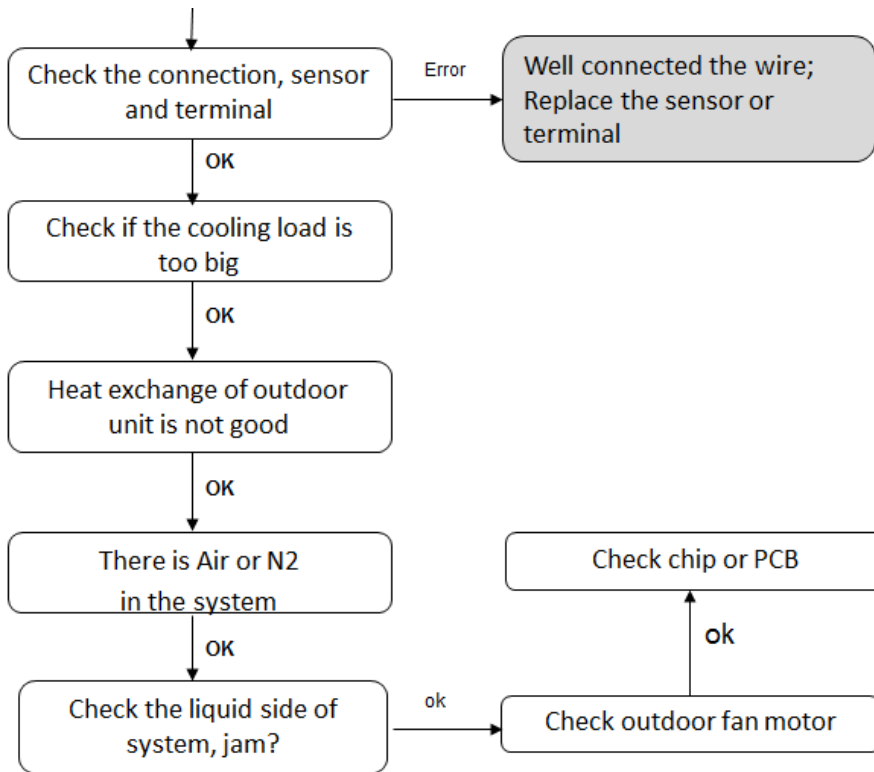 Check the connection, sensor
and terminal
Error
Well connected the wire;
Replace the sensor or
terminal
OK
Check if the cooling load is
too big
OK
Heat exchange of outdoor
unit is not good
OK
There is Air or N2
in the system
Check chip or PCB
OK
ok
Check the liquid side of
system, jam?
ok
Check outdoor fan motor